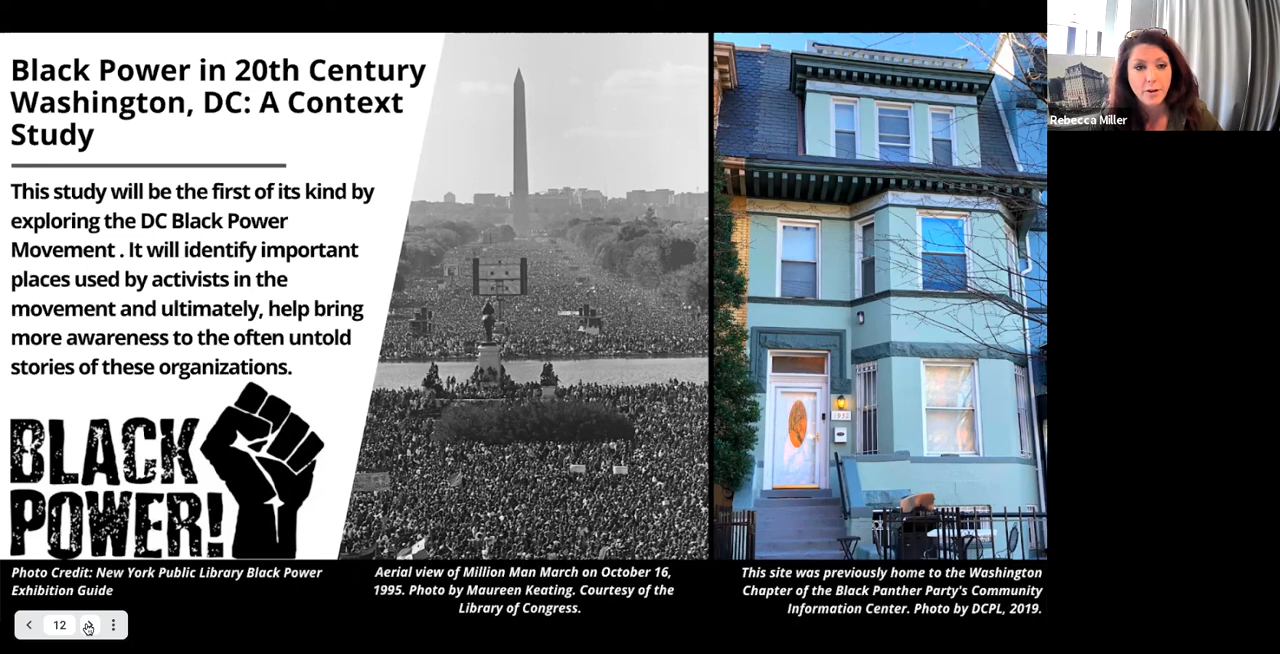 Black Power in 20th Century
Washington, DC: A Context
Study
This study will be the first of its kind by
exploring the DC Black Power
Movement . It will identify important
places used by activists in the
movement and ultimately, help bring
more awareness to the often untold
stories of these organizations.
BLACK
POWER!
Photo Credit: New York Public Library Black Power
Exhibition Guide
Aerial view of Million Man March on October 16,
1995. Photo by Maureen Keating. Courtesy of the
Library of Congress.
1932
This site was previously home to the Washington
Chapter of the Black Panther Party's Community
Information Center. Photo by DCPL, 2019.
Rebecca Miller
12